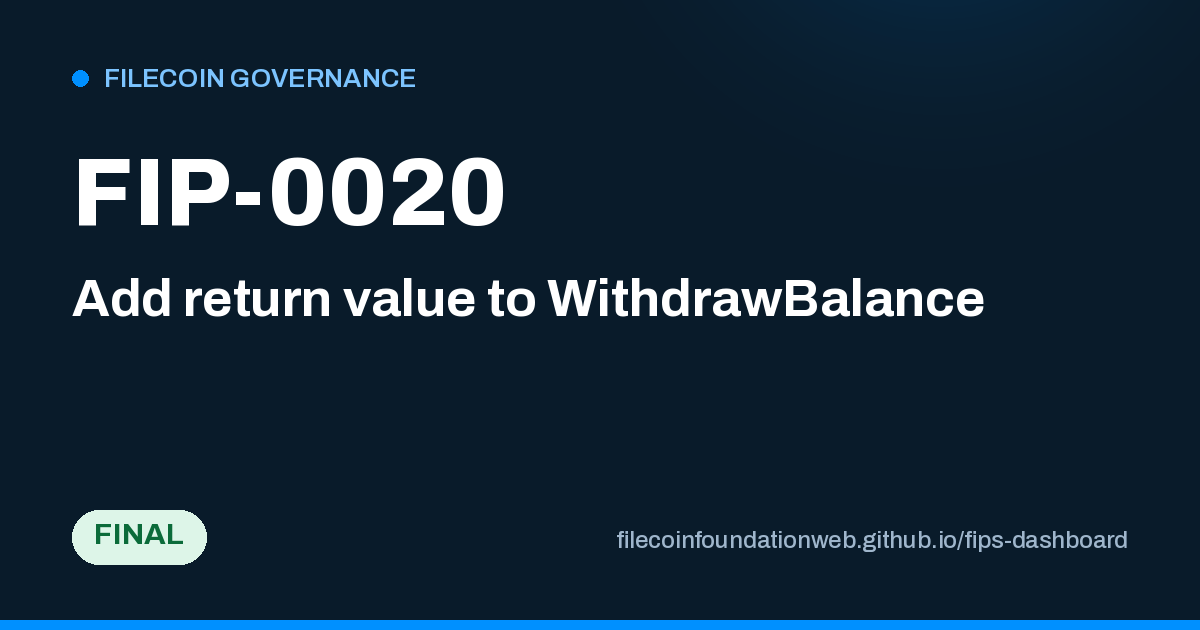 FILECOIN GOVERNANCE
FIP-0020
Add return value to WithdrawBalance
FINAL
filecoinfoundationweb.github.io/fips-dashboard